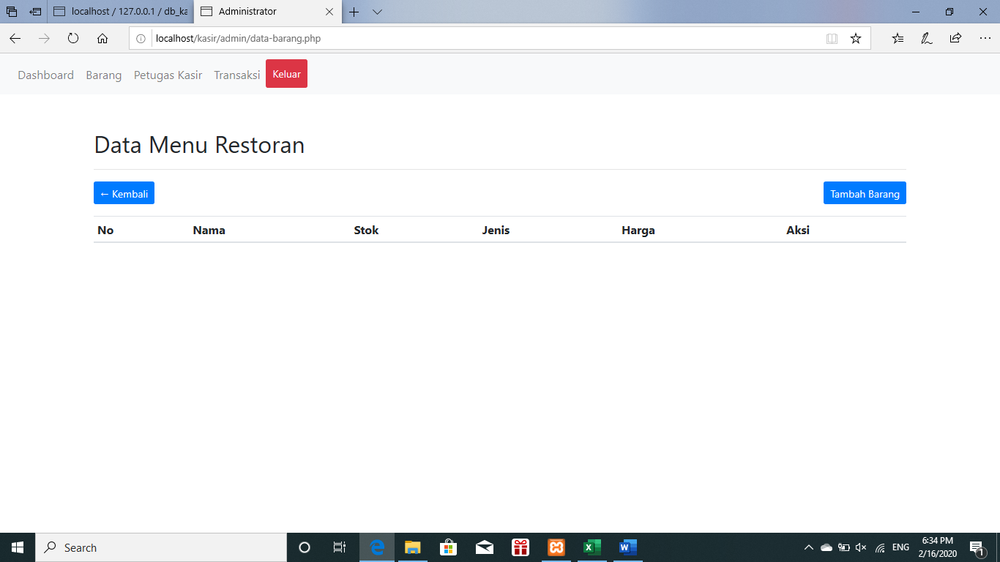 localhost / 127.0.0.1 / db_ka
Administrator
localhost/kasir/admin/data-barang.php
Dashboard Barang Petugas Kasir Transaksi Keluar
Data Menu Restoran
← Kembali Tambah Barang
No Nama Stok Jenis Harga Aksi
Search
ENG
6:34 PM
2/16/2020
1